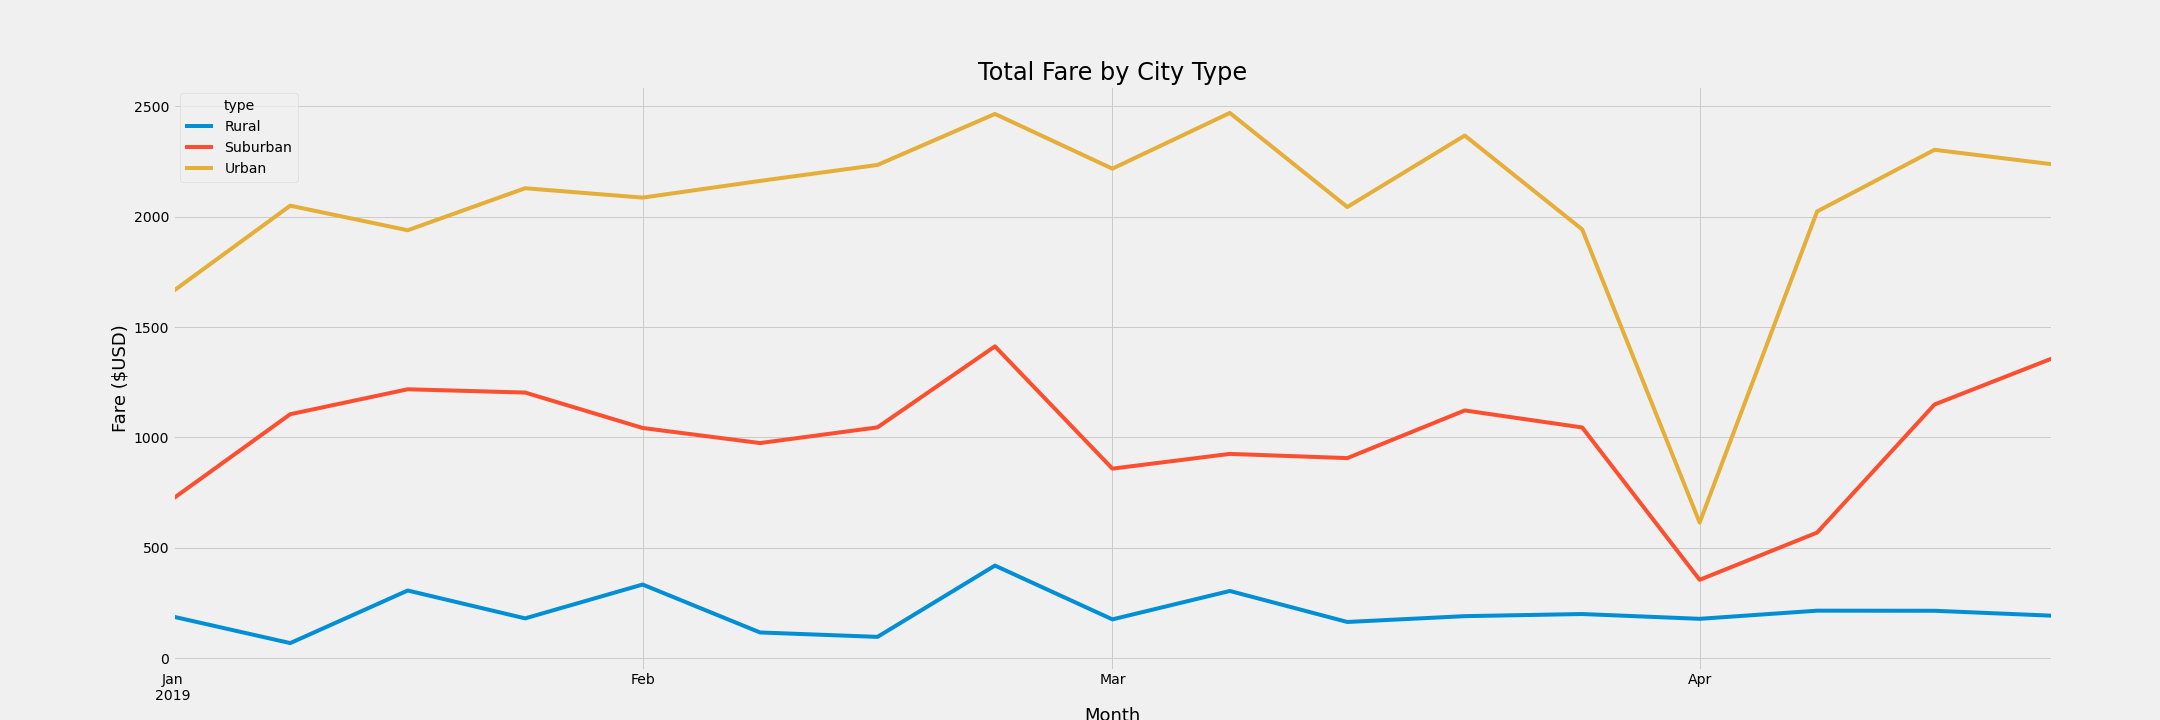 Total Fare by City Type
type
Rural
Suburban
Urban
Fare ($USD)
2500
2000
1500
1000
500
0
Jan Feb Mar Apr
2019
Month